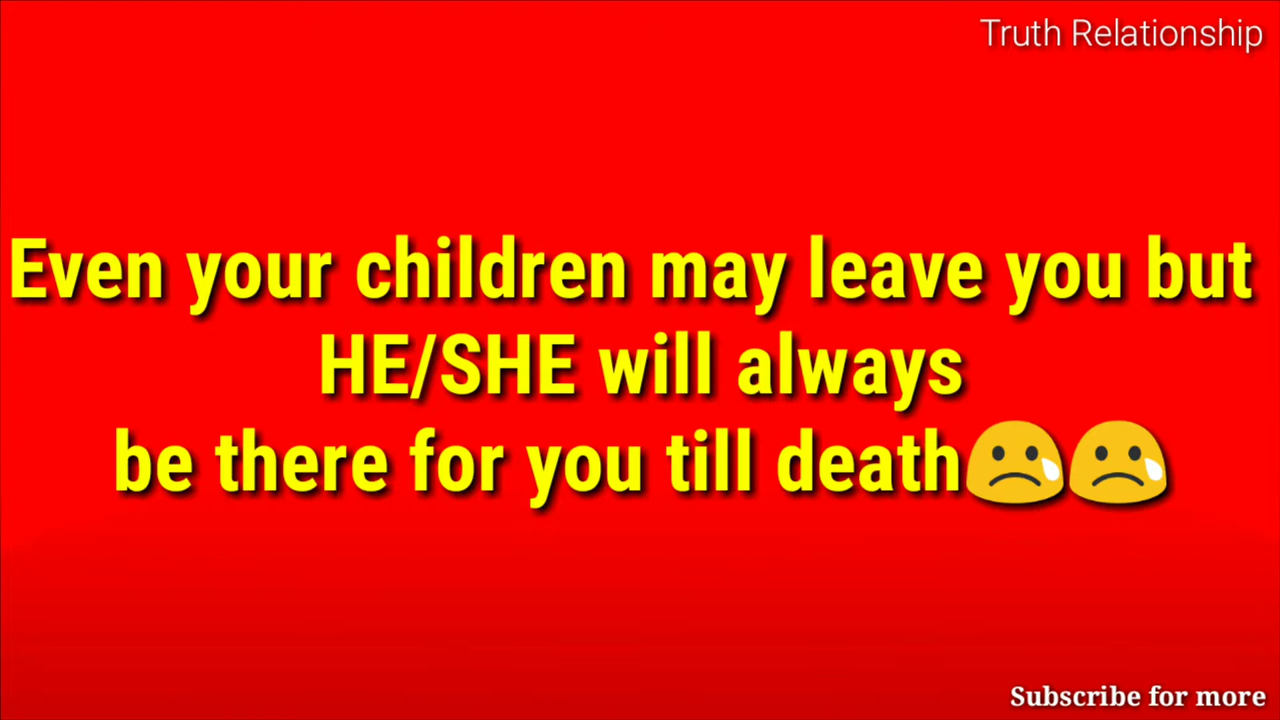 Truth Relationship
Even your children may leave you but
HE/SHE will always
be there for you till death😢😢
Subscribe for more